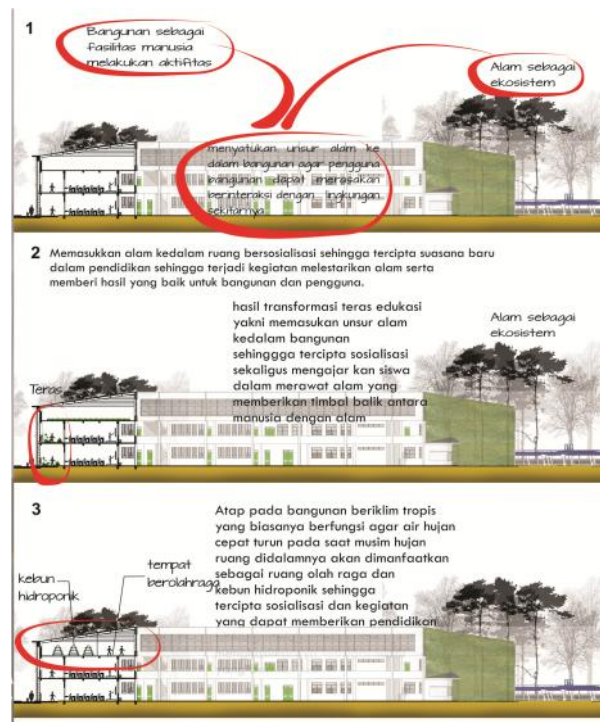 1
Bangunan sebagai
fasilitas manusia
melakukan aktifitas
Alam sebagai
ekosistem
menyatukan unsur alam ke
dalam bangunan agar pengguna
bangunan dapat merasakan
berinteraksi dengan lingkungan
sekitarnya
2 Memasukkan alam kedalam ruang bersosialisasi sehingga tercipta suasana baru
dalam pendidikan sehingga terjadi kegiatan melestarikan alam serta
memberi hasil yang baik untuk bangunan dan pengguna.
hasil transformasi teras edukasi
yakni memasukan unsur alam
kedalam bangunan
sehinggga tercipta sosialisasi
sekaligus mengajar kan siswa
dalam merawat alam yang
memberikan timbal balik antara
manusia dengan alam
Alam sebagai
ekosistem
Teras
3
Atap pada bangunan beriklim tropis
yang biasanya berfungsi agar air hujan
cepat turun pada saat musim hujan
ruang didalamnya akan dimanfaatkan
sebagai ruang olah raga dan
kebun hidroponik sehingga
tercipta sosialisasi dan kegiatan
yang dapat memberikan pendidikan
kebun
hidroponik
tempat
berolahraga